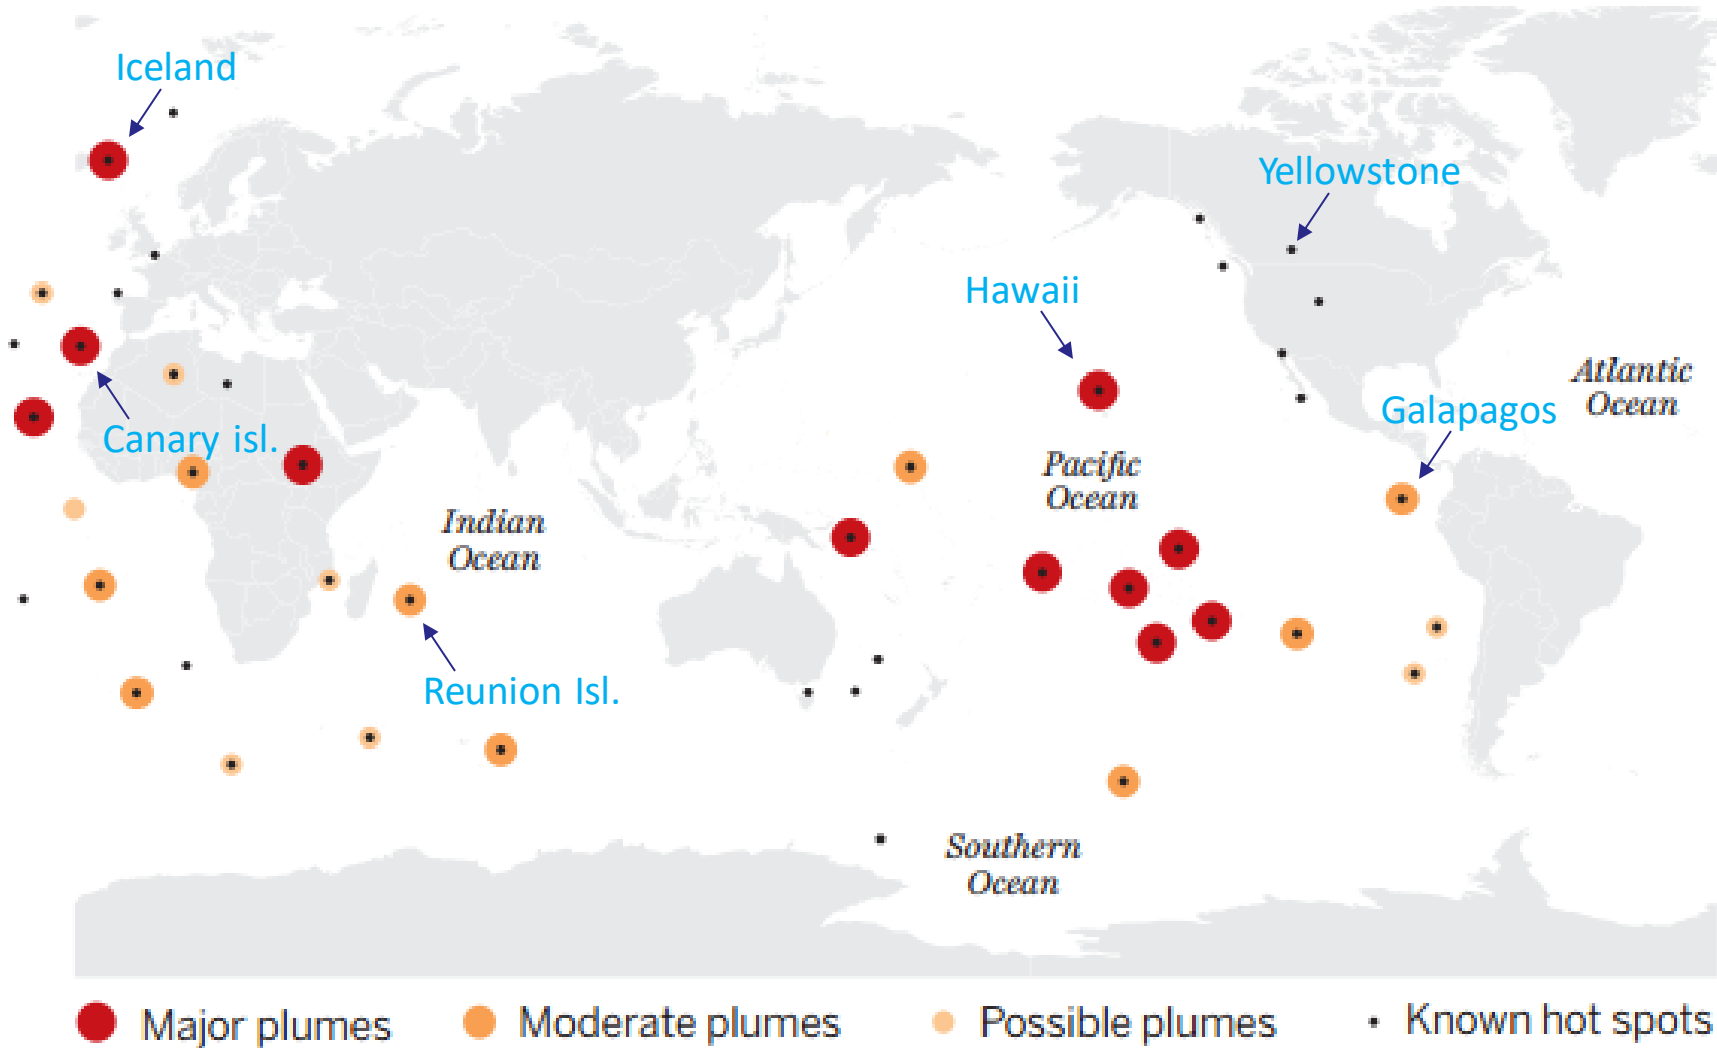 Iceland
Yellowstone
Hawaii
Atlantic
Ocean
Galapagos
Canary isl.
Pacific
Ocean
Indian
Ocean
Reunion Isl.
Southern
Ocean
Major plumes
Moderate plumes
Possible plumes
Known hot spots